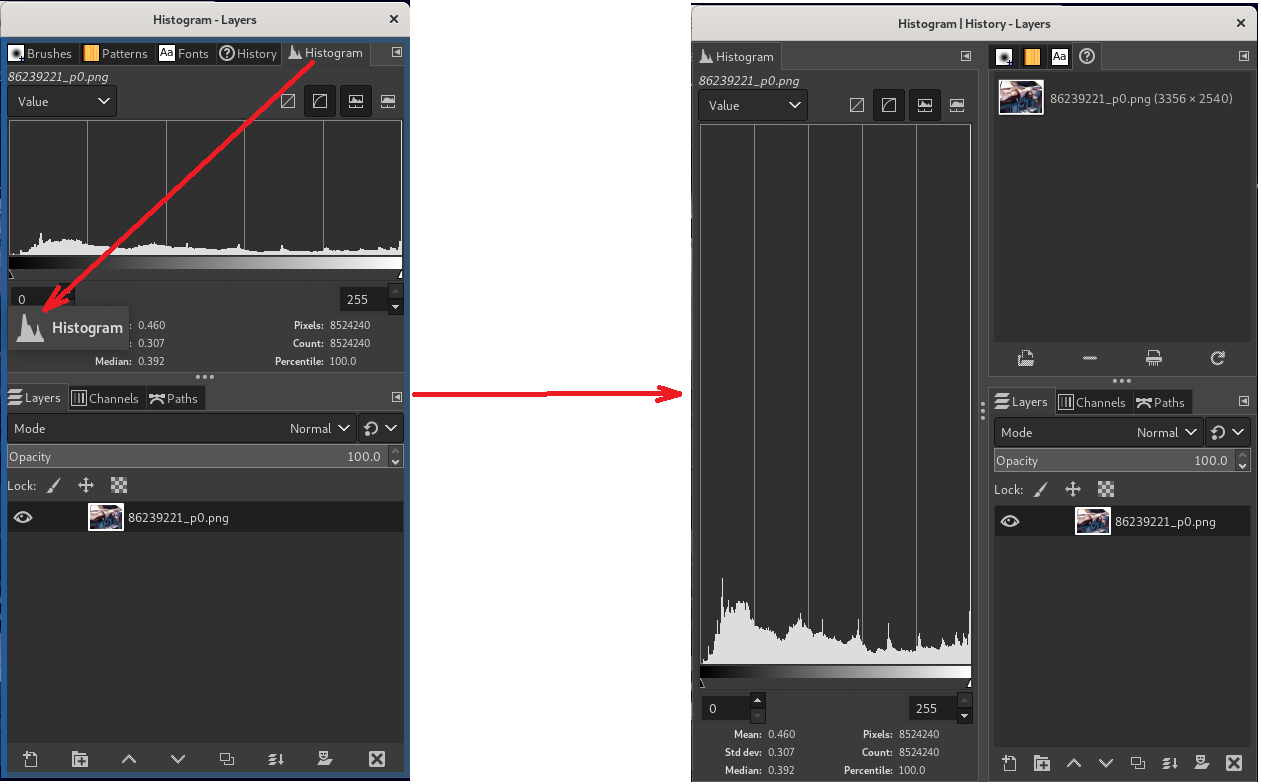 Histogram - Layers
Brushes Patterns Aa Fonts History Histogram
86239221_p0.png
Value
0 255
Histogram
: 0.460 Pixels: 8524240
: 0.307 Count: 8524240
Median: 0.392 Percentile: 100.0
Layers Channels Paths
Mode Normal
Opacity 100.0
Lock:
86239221_p0.png
Histogram | History - Layers
Histogram
86239221_p0.png
Value
0 255
Mean: 0.460 Pixels: 8524240
Std dev: 0.307 Count: 8524240
Median: 0.392 Percentile: 100.0
Aa
86239221_p0.png (3356 × 2540)
Layers Channels Paths
Mode Normal
Opacity 100.0
Lock:
86239221_p0.png